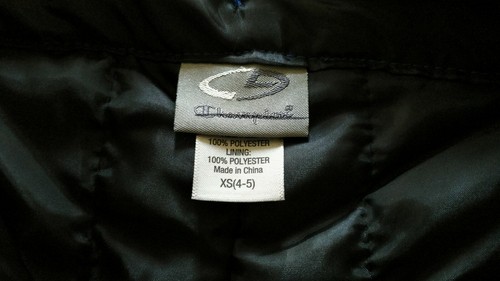 Champion
100% POLYESTER
LINING:
100% POLYESTER
Made in China
XS(4-5)